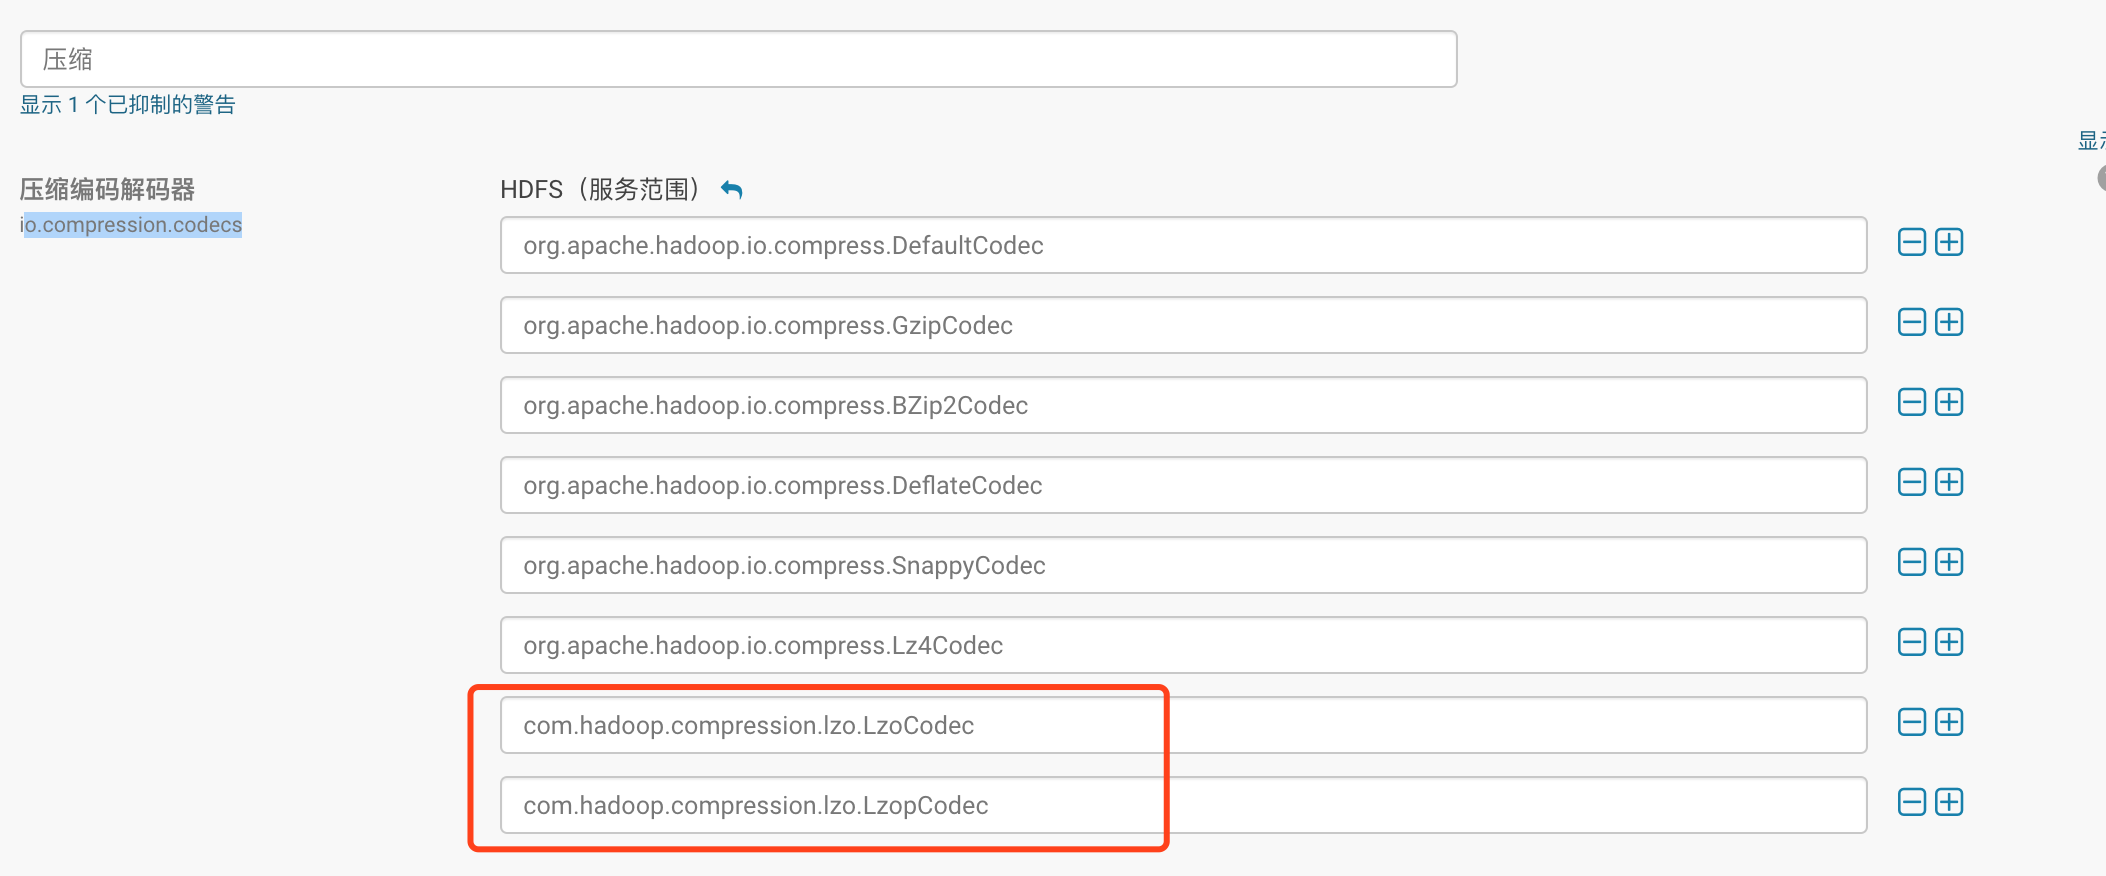 压缩
显示 1 个已抑制的警告
显示
压缩编码解码器
HDFS（服务范围）
io.compression.codecs
org.apache.hadoop.io.compress.DefaultCodec
org.apache.hadoop.io.compress.GzipCodec
org.apache.hadoop.io.compress.BZip2Codec
org.apache.hadoop.io.compress.DeflateCodec
org.apache.hadoop.io.compress.SnappyCodec
org.apache.hadoop.io.compress.Lz4Codec
com.hadoop.compression.lzo.LzoCodec
com.hadoop.compression.lzo.LzopCodec